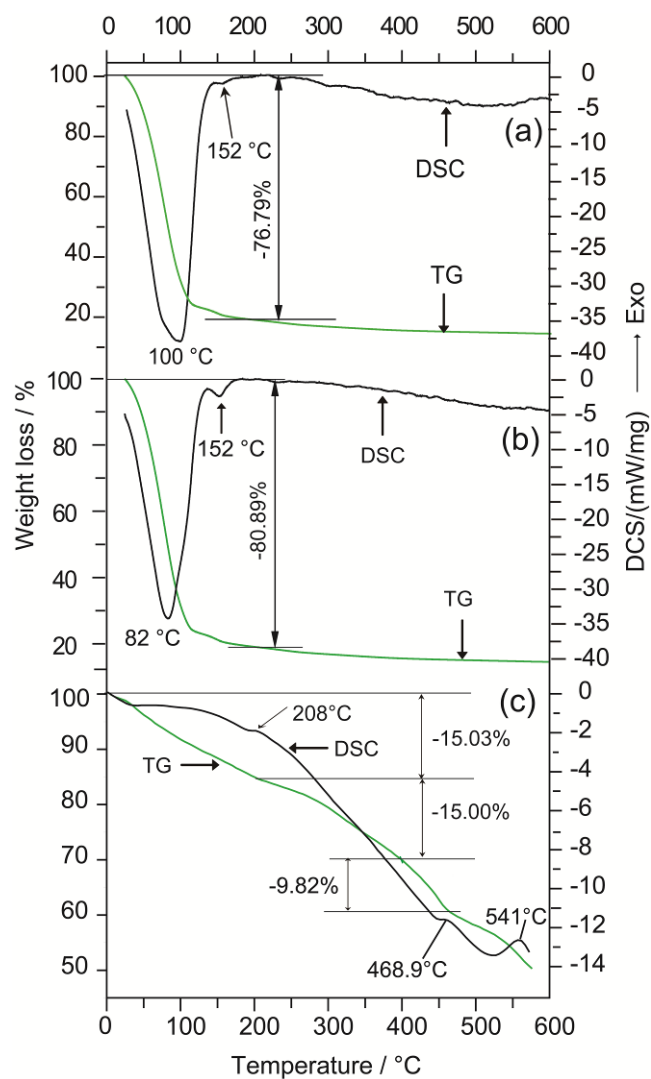 0 100 200 300 400 500 600
100
80
60
40
20
0
-5
-10
-15
-20
-25
-30
-35
-40
(a)
152 °C
DSC
-76.79%
TG
100 °C
100
80
60
40
20
0
-5
-10
-15
-20
-25
-30
-35
-40
(b)
152 °C
DSC
-80.89%
TG
82 °C
100
90
80
70
60
50
0
-2
-4
-6
-8
-10
-12
-14
(c)
208°C
DSC
TG
-15.03%
-15.00%
-9.82%
541°C
468.9°C
0 100 200 300 400 500 600
Temperature / °C
Weight loss / %
DCS/(mW/mg) → Exo